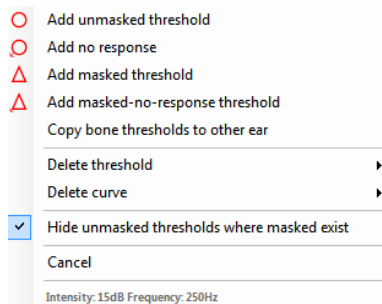 Add unmasked threshold
Add no response
Add masked threshold
Add masked-no-response threshold
Copy bone thresholds to other ear
Delete threshold
Delete curve
Hide unmasked thresholds where masked exist
Cancel
Intensity: 15dB Frequency: 250Hz